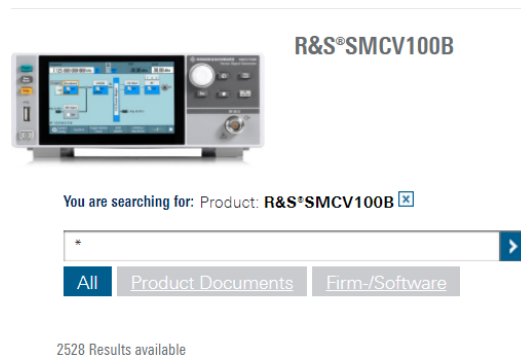 R&S®SMCV100B
You are searching for: Product: R&S®SMCV100B
*
All Product Documents Firm-/Software
2528 Results available